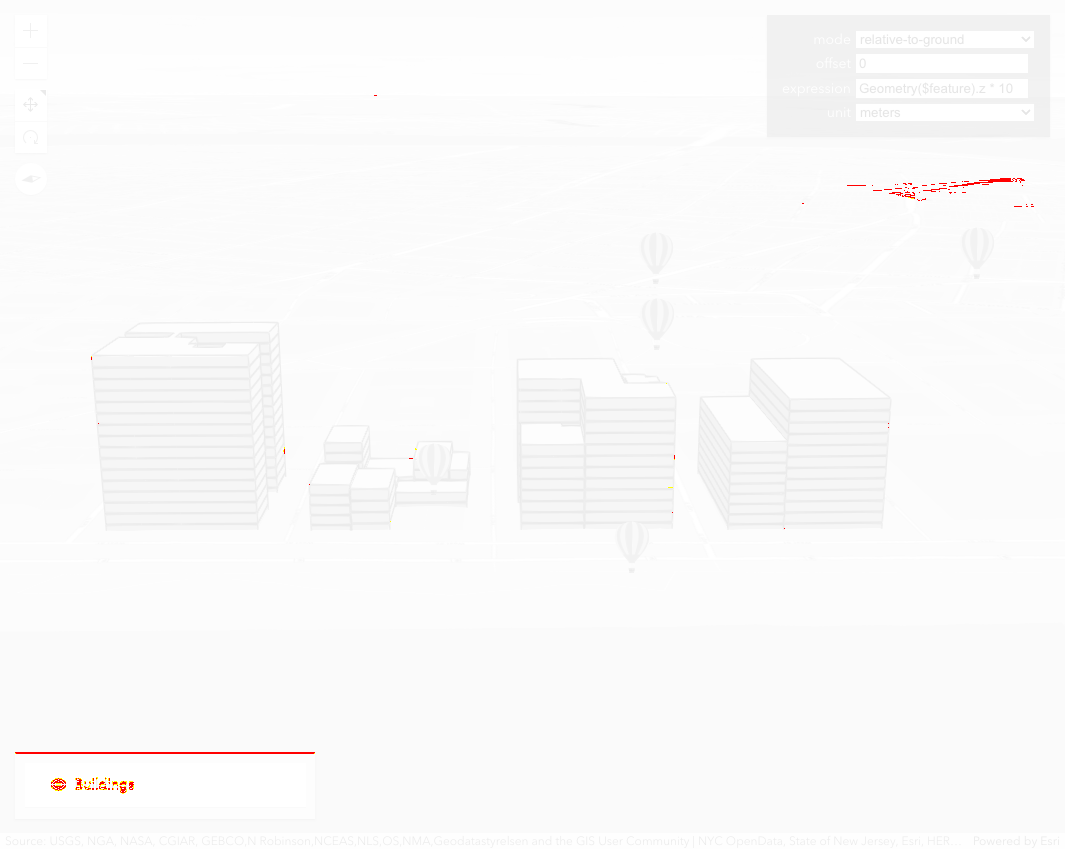 mode relative-to-ground
offset 0
expression Geometry($feature).z * 10
unit meters
Buildings
Source: USGS, NGA, NASA, CGIAR, GEBCO,N Robinson,NCEAS,NLS,OS,NMA,Geodatastyrelsen and the GIS User Community | NYC OpenData, State of New Jersey, Esri, HER... Powered by Esri